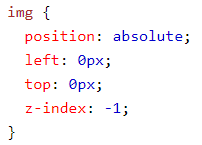 img {
  position: absolute;
  left: 0px;
  top: 0px;
  z-index: -1;
}